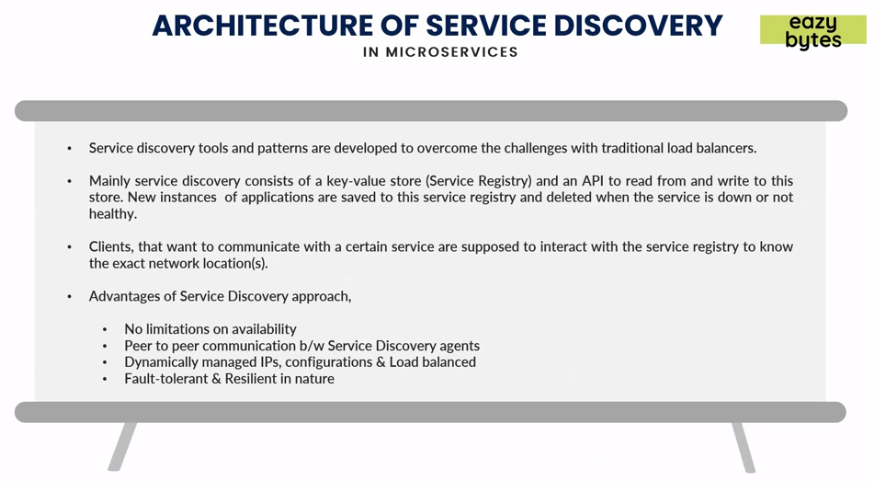 ARCHITECTURE OF SERVICE DISCOVERY
IN MICROSERVICES
eazy
bytes
• Service discovery tools and patterns are developed to overcome the challenges with traditional load balancers.
• Mainly service discovery consists of a key-value store (Service Registry) and an API to read from and write to this
store. New instances of applications are saved to this service registry and deleted when the service is down or not
healthy.
• Clients, that want to communicate with a certain service are supposed to interact with the service registry to know
the exact network location(s).
• Advantages of Service Discovery approach,
• No limitations on availability
• Peer to peer communication b/w Service Discovery agents
• Dynamically managed IPs, configurations & Load balanced
• Fault-tolerant & Resilient in nature